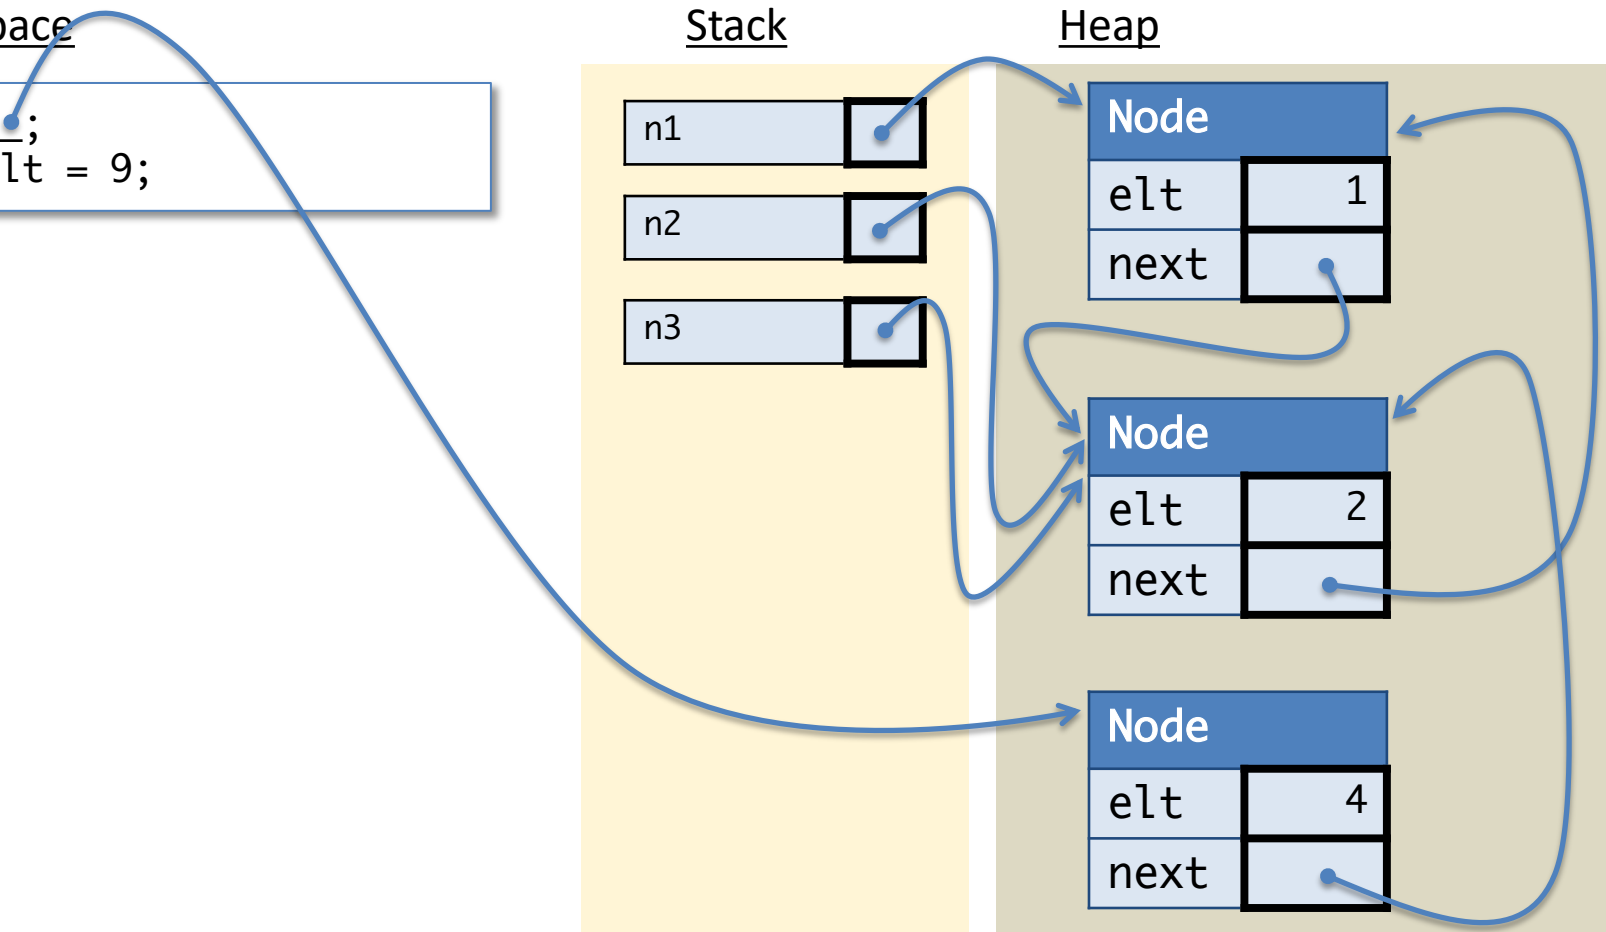 pace
Stack
Heap
_;
lt = 9;
n1
n2
n3
Node
elt 1
next
Node
elt 2
next
Node
elt 4
next